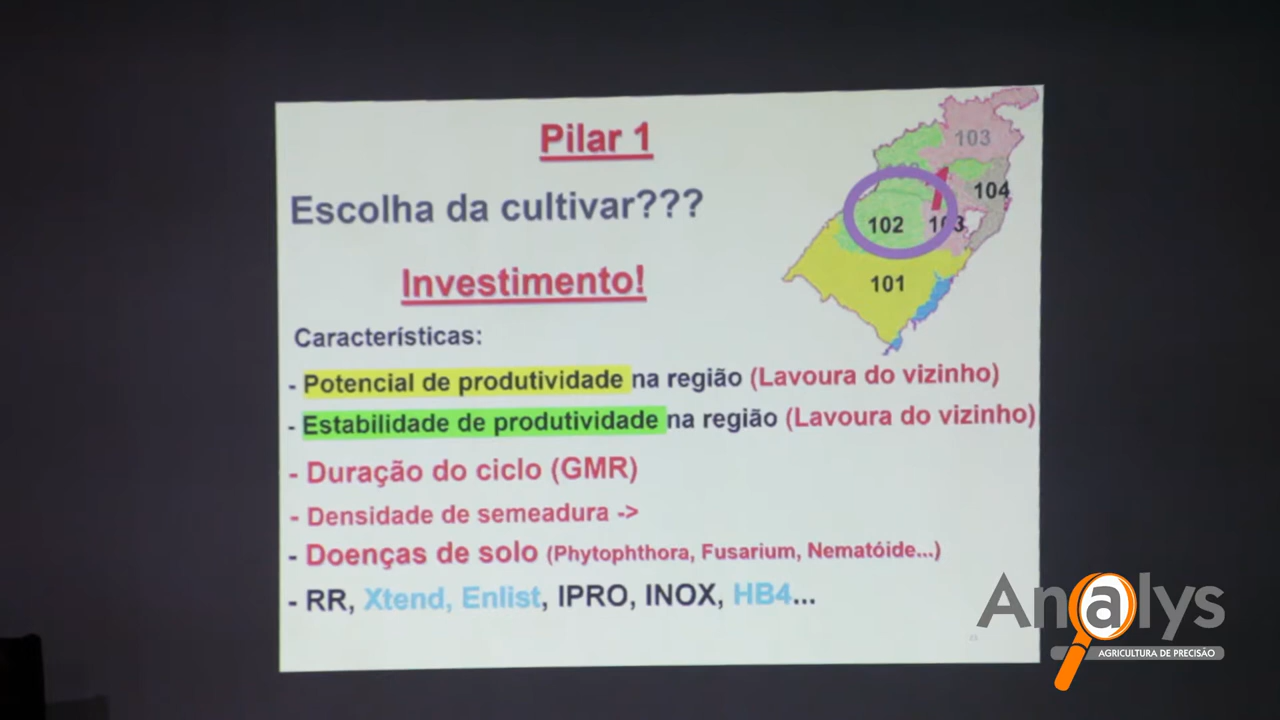 Pilar 1
Escolha da cultivar???
Investimento!
Características:
- Potencial de produtividade na região (Lavoura do vizinho)
- Estabilidade de produtividade na região (Lavoura do vizinho)
- Duração do ciclo (GMR)
- Densidade de semeadura ->
- Doenças de solo (Phytophthora, Fusarium, Nematóide...)
- RR, Xtend, Enlist, IPRO, INOX, HB4...
103
104
102
103
101
Analys
AGRICULTURA DE PRECISÃO